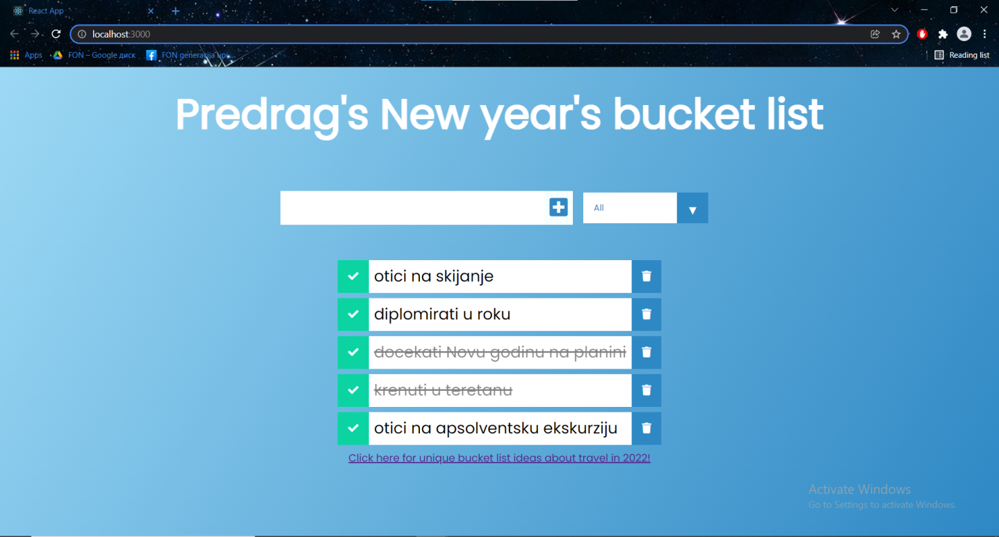 React App
localhost:3000
Apps
FON – Google диск
FON generacija upi...
Reading list
Predrag's New year's bucket list
All
otici na skijanje
diplomirati u roku
docekati Novu godinu na planini
krenuti u teretanu
otici na apsolventsku ekskurziju
Click here for unique bucket list ideas about travel in 2022!
Activate Windows
Go to Settings to activate Windows.